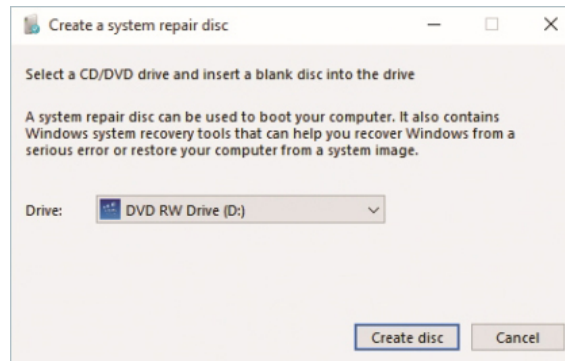 Create a system repair disc
Select a CD/DVD drive and insert a blank disc into the drive
A system repair disc can be used to boot your computer. It also contains
Windows system recovery tools that can help you recover Windows from a
serious error or restore your computer from a system image.
Drive: DVD RW Drive (D:)
Create disc Cancel